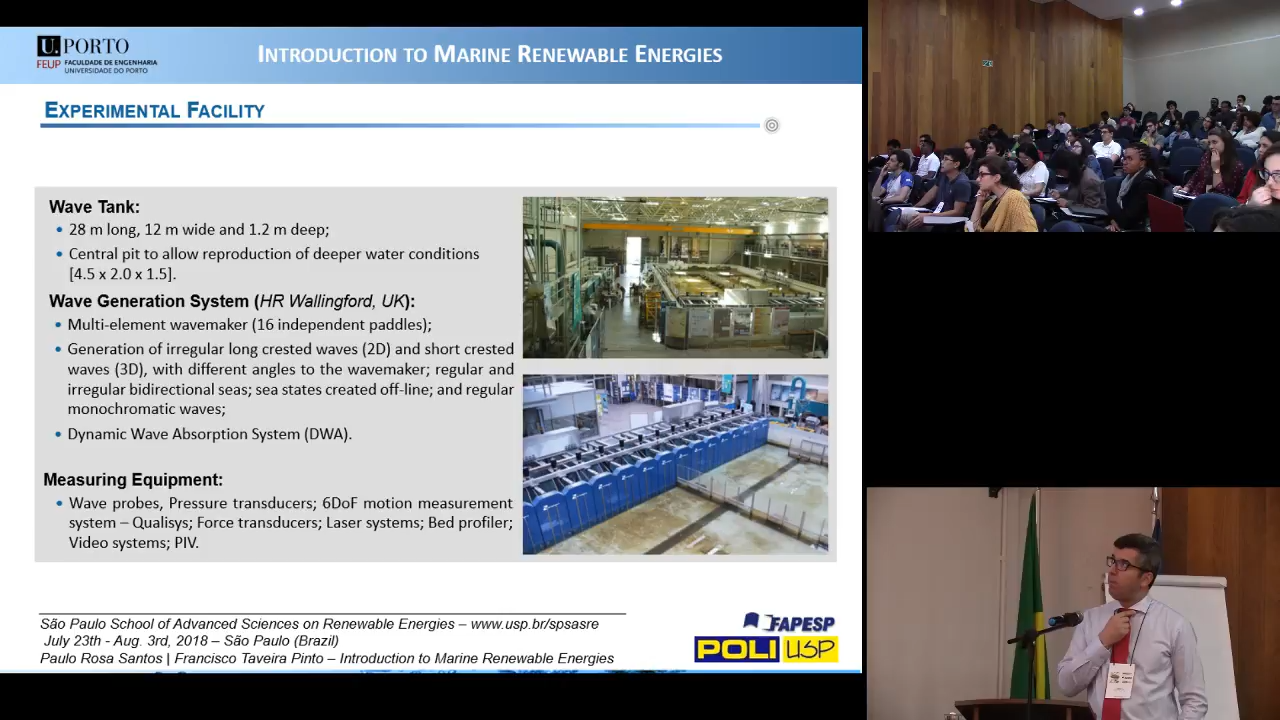 U.PORTO
FEUP FACULDADE DE ENGENHARIA
UNIVERSIDADE DO PORTO
INTRODUCTION TO MARINE RENEWABLE ENERGIES
EXPERIMENTAL FACILITY
Wave Tank:
• 28 m long, 12 m wide and 1.2 m deep;
• Central pit to allow reproduction of deeper water conditions
[4.5 x 2.0 x 1.5].
Wave Generation System (HR Wallingford, UK):
• Multi-element wavemaker (16 independent paddles);
• Generation of irregular long crested waves (2D) and short crested
waves (3D), with different angles to the wavemaker; regular and
irregular bidirectional seas; sea states created off-line; and regular
monochromatic waves;
• Dynamic Wave Absorption System (DWA).
Measuring Equipment:
• Wave probes, Pressure transducers; 6DoF motion measurement
system – Qualisys; Force transducers; Laser systems; Bed profiler;
Video systems; PIV.
São Paulo School of Advanced Sciences on Renewable Energies – www.usp.br/spsasre
July 23th - Aug. 3rd, 2018 – São Paulo (Brazil)
Paulo Rosa Santos | Francisco Taveira Pinto – Introduction to Marine Renewable Energies
FAPESP
POLI USP